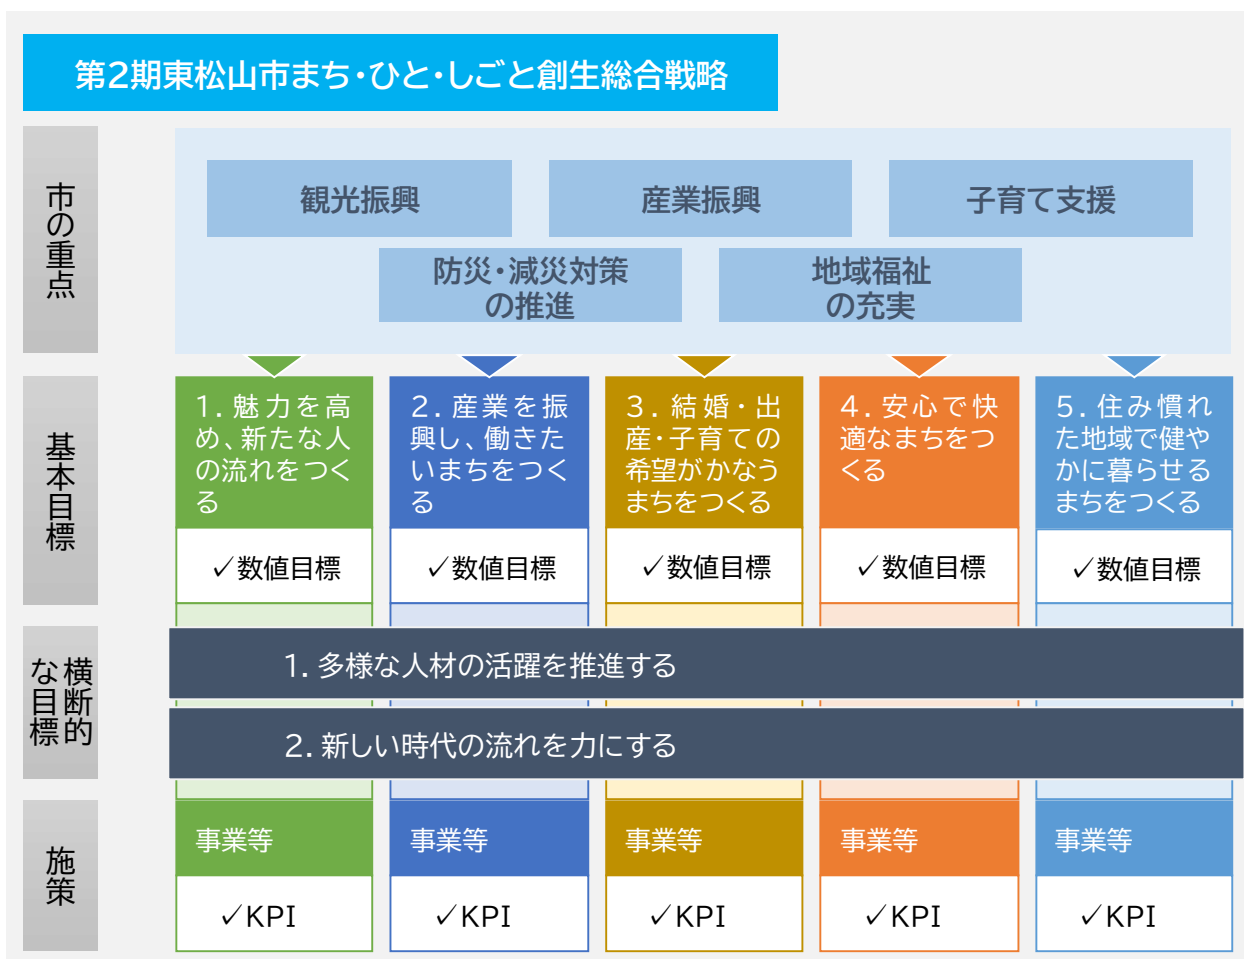 第2期東松山市まち・ひと・しごと創生総合戦略
市の重点
観光振興
産業振興
子育て支援
防災・減災対策
の推進
地域福祉
の充実
基本目標
1．魅力を高
め、新たな人
の流れをつく
る
✓数値目標
2．産業を振
興し、働きた
いまちをつく
る
✓数値目標
3．結婚・出
産・子育ての
希望がかなう
まちをつくる
✓数値目標
4．安心で快
適なまちをつ
くる
✓数値目標
5．住み慣れ
た地域で健や
かに暮らせる
まちをつくる
✓数値目標
横断的
な目標
1．多様な人材の活躍を推進する
2．新しい時代の流れを力にする
施策
事業等
✓KPI
事業等
✓KPI
事業等
✓KPI
事業等
✓KPI
事業等
✓KPI